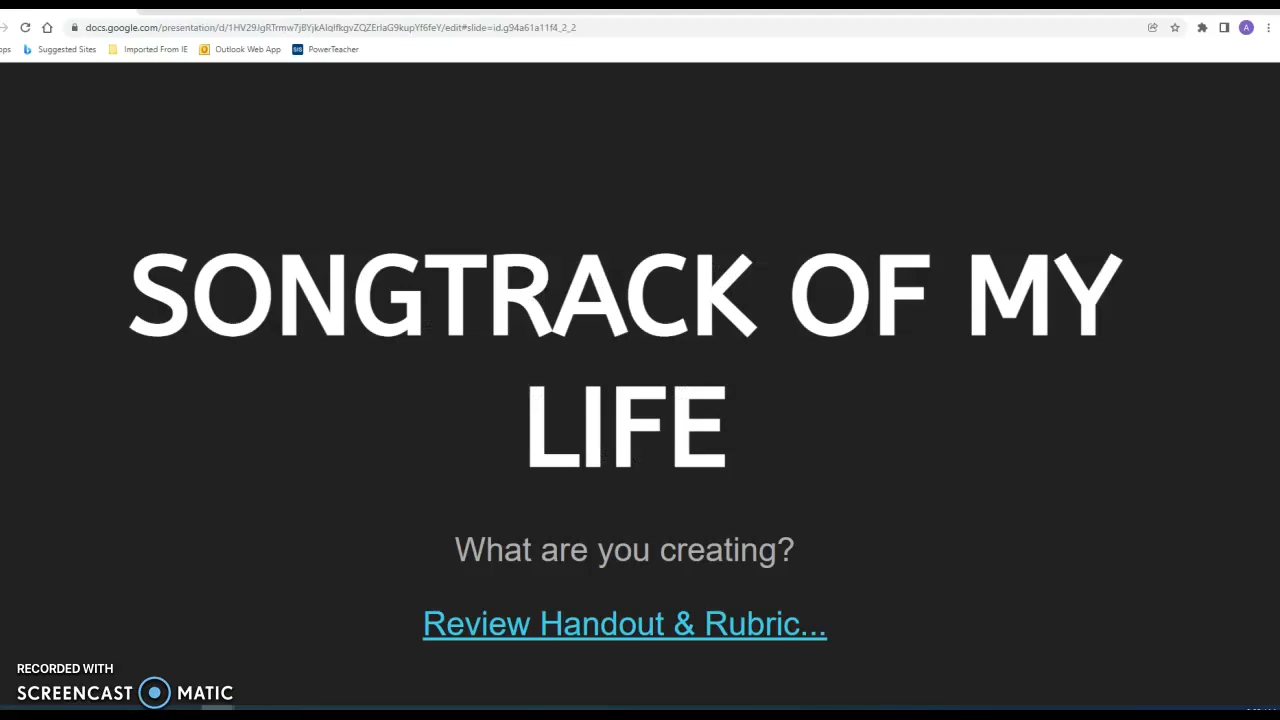 docs.google.com/presentation/d/1HV29JgRTrmw7jBYjkAlqIfkgvZQZErlaG9kupYf6feY/edit#slide=id.g94a61a11f4_2_2
A
Suggested Sites
Imported From IE
Outlook Web App
SIS
PowerTeacher
SONGTRACK OF MY
LIFE
What are you creating?
Review Handout & Rubric...
RECORDED WITH
SCREENCAST MATIC